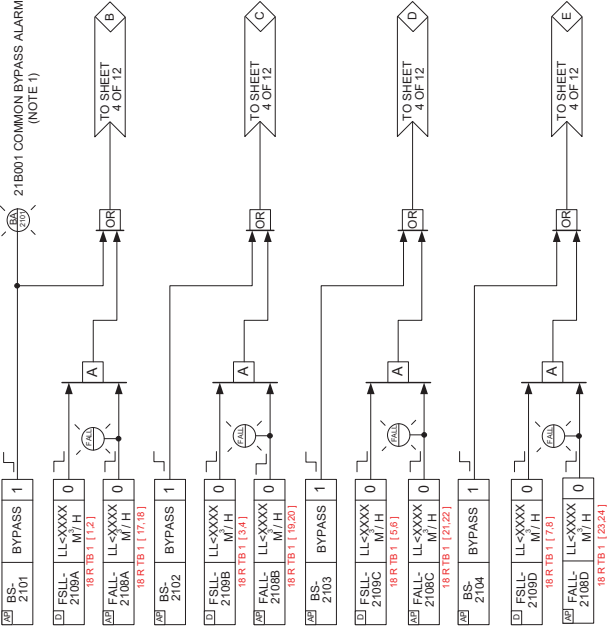 21B001 COMMON BYPASS ALARM
(NOTE 1)
BA
2101
AP
BS-
2101
BYPASS
1
D
FSLL-
2109A
LL<XXXX
M³/ H
0
18 R TB 1 [ 1,2 ]
AP
FALL-
2108A
LL<XXXX
M³/ H
0
18 R TB 1 [ 17,18 ]
FALL
A
OR
TO SHEET
4 OF 12
B
AP
BS-
2102
BYPASS
1
D
FSLL-
2109B
LL<XXXX
M³/ H
0
18 R TB 1 [ 3,4 ]
AP
FALL-
2108B
LL<XXXX
M³/ H
0
18 R TB 1 [ 19,20 ]
FALL
A
OR
TO SHEET
4 OF 12
C
AP
BS-
2103
BYPASS
1
D
FSLL-
2109C
LL<XXXX
M³/ H
0
18 R TB 1 [ 5,6 ]
AP
FALL-
2108C
LL<XXXX
M³/ H
0
18 R TB 1 [ 21,22 ]
FALL
A
OR
TO SHEET
4 OF 12
D
AP
BS-
2104
BYPASS
1
D
FSLL-
2109D
LL<XXXX
M³/ H
0
18 R TB 1 [ 7,8 ]
AP
FALL-
2108D
LL<XXXX
M³/ H
0
18 R TB 1 [ 23,24 ]
FALL
A
OR
TO SHEET
4 OF 12
E